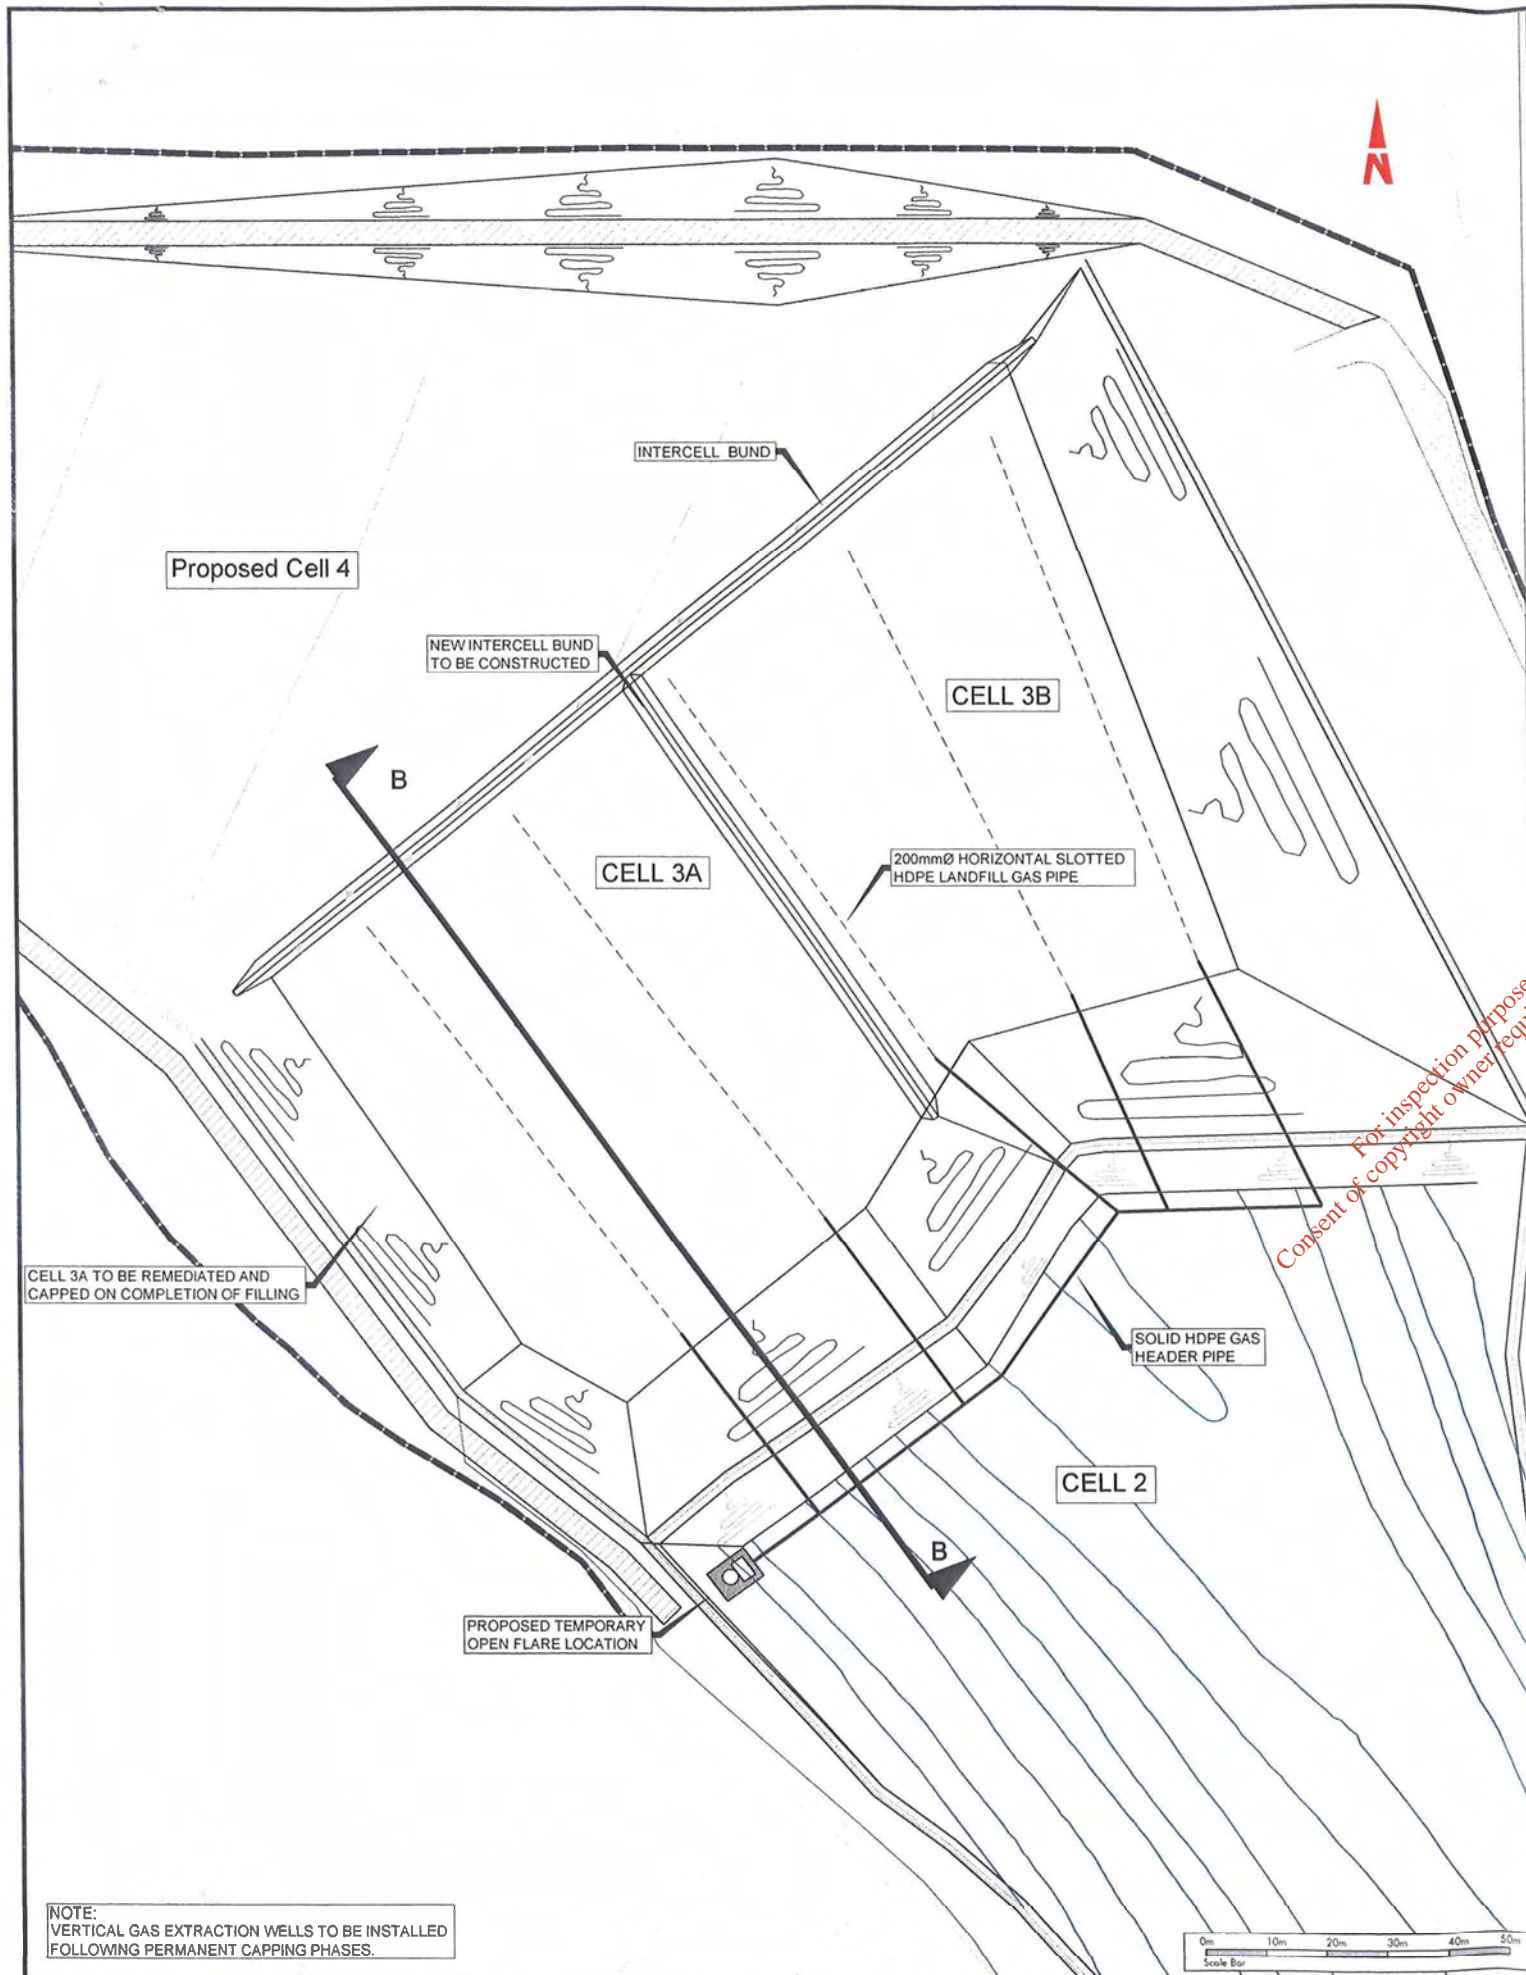 N
INTERCELL BUND
Proposed Cell 4
NEW INTERCELL BUND
TO BE CONSTRUCTED
CELL 3B
B
CELL 3A
200mmØ HORIZONTAL SLOTTED
HDPE LANDFILL GAS PIPE
For inspection purpose
Consent of copyright owner requi
CELL 3A TO BE REMEDIATED AND
CAPPED ON COMPLETION OF FILLING
SOLID HDPE GAS
HEADER PIPE
CELL 2
B
PROPOSED TEMPORARY
OPEN FLARE LOCATION
NOTE:
VERTICAL GAS EXTRACTION WELLS TO BE INSTALLED
FOLLOWING PERMANENT CAPPING PHASES.
0m 10m 20m 30m 40m 50m
Scale Bar